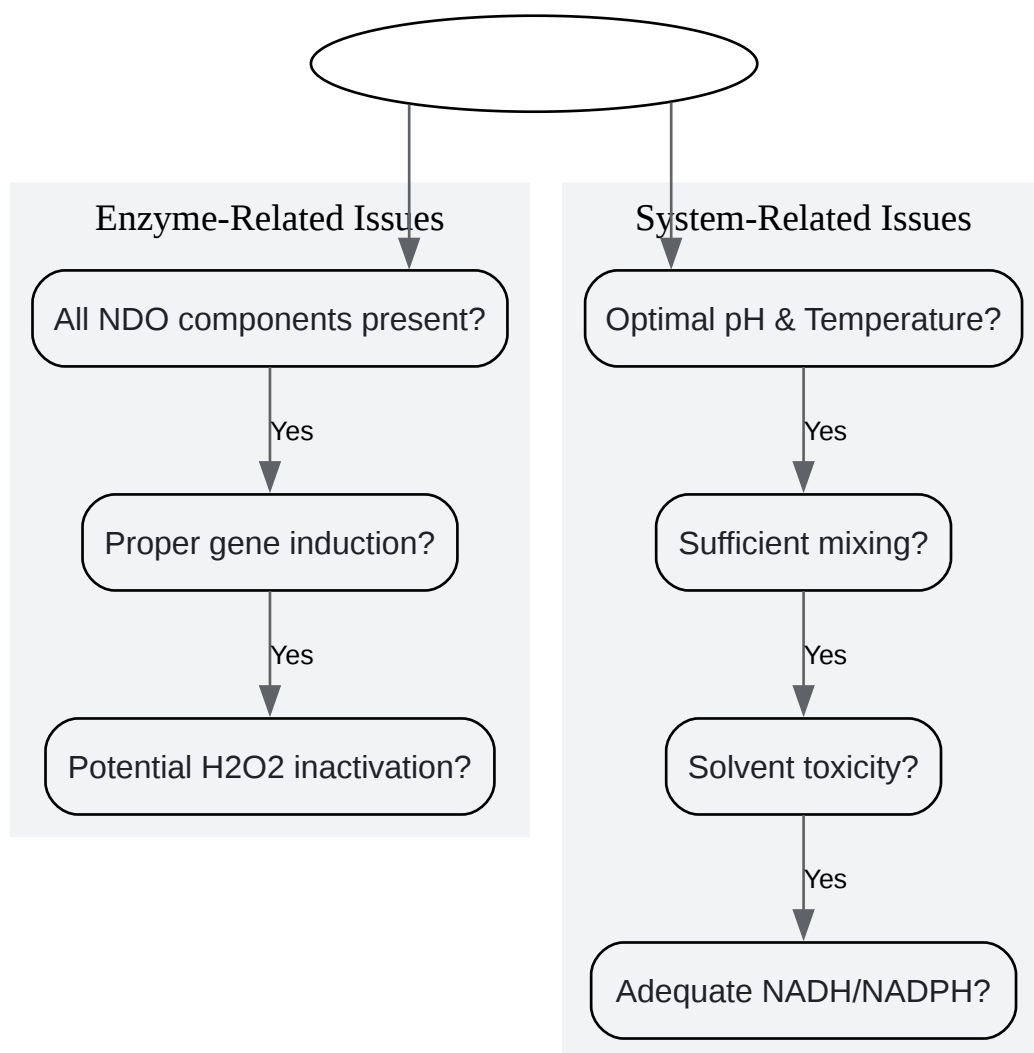 Enzyme-Related Issues
All NDO components present?
Yes
Proper gene induction?
Yes
Potential H2O2 inactivation?
System-Related Issues
Optimal pH & Temperature?
Yes
Sufficient mixing?
Yes
Solvent toxicity?
Yes
Adequate NADH/NADPH?